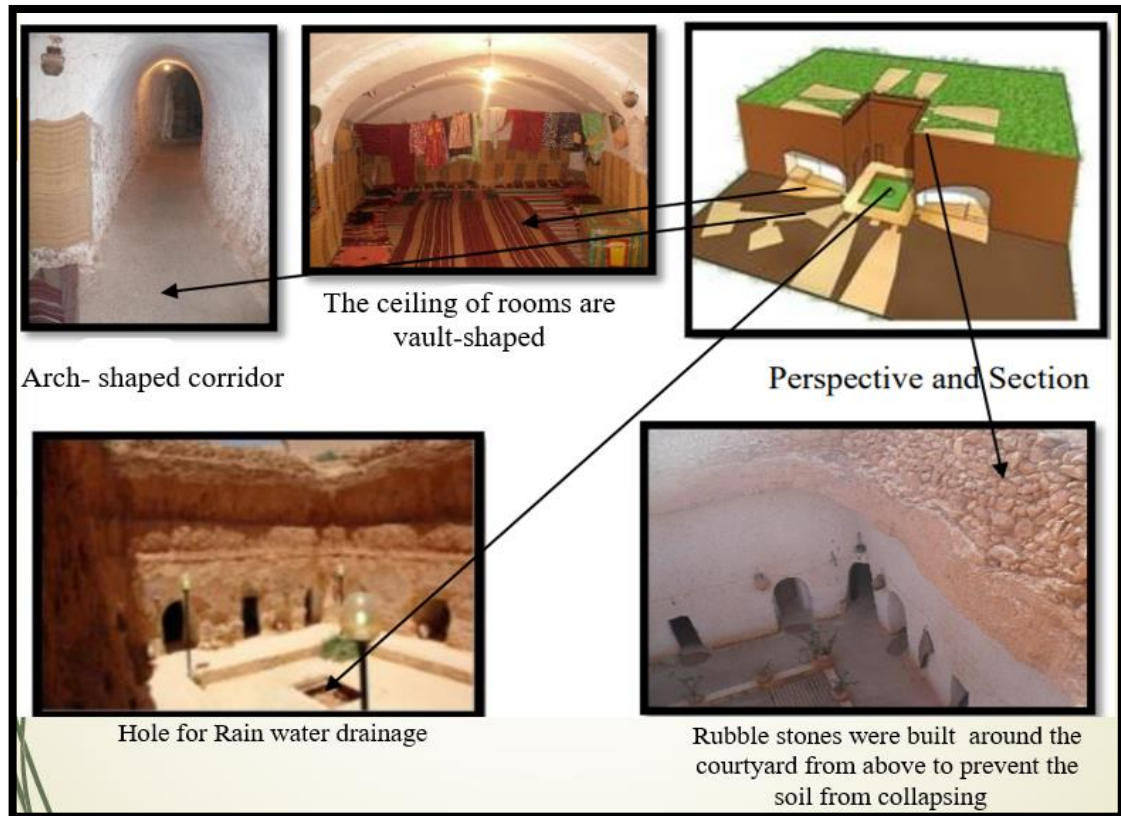 The ceiling of rooms are
vault-shaped
Arch- shaped corridor
Perspective and Section
Hole for Rain water drainage
Rubble stones were built around the
courtyard from above to prevent the
soil from collapsing